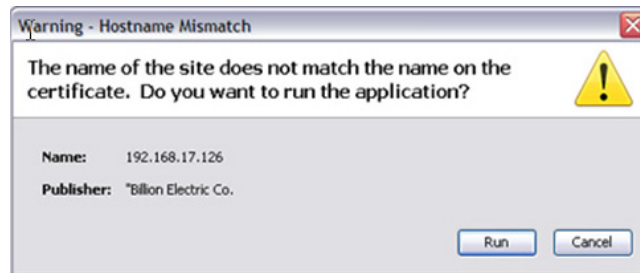 Warning - Hostname Mismatch
The name of the site does not match the name on the
certificate. Do you want to run the application?
Name: 192.168.17.126
Publisher: "Billion Electric Co.
Run Cancel